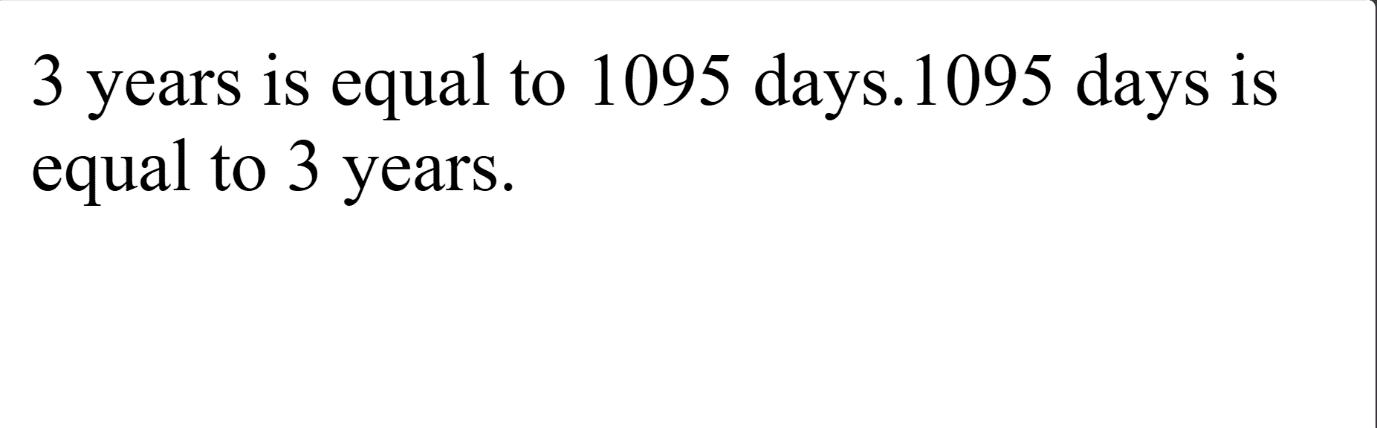 3 years is equal to 1095 days.1095 days is
equal to 3 years.